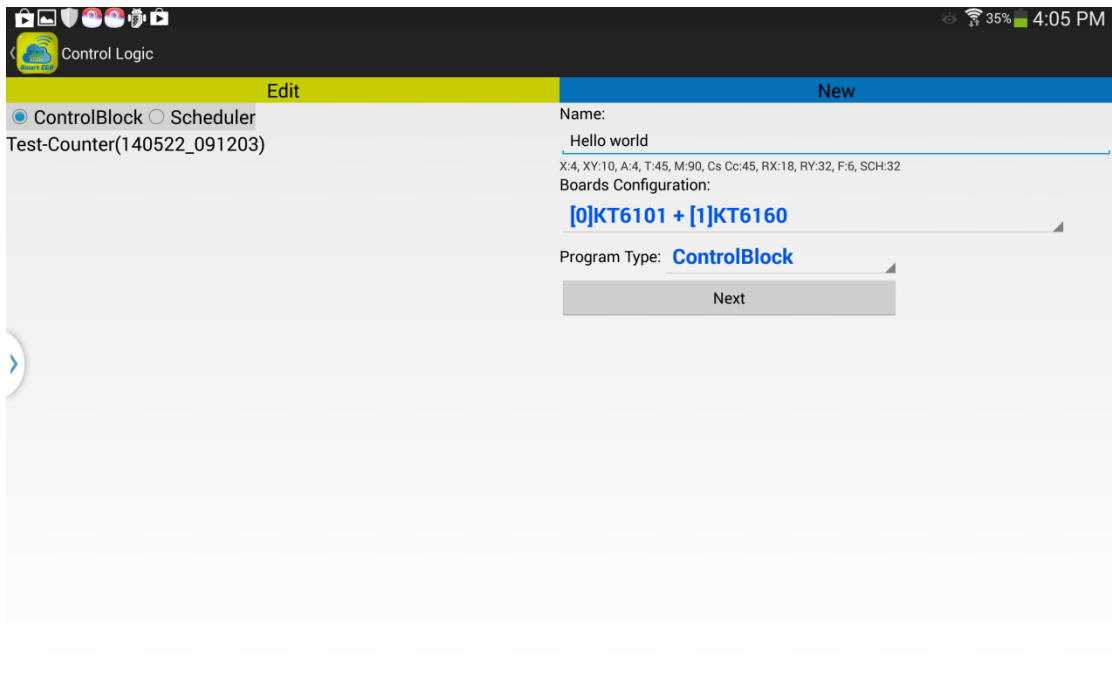 35% 4:05 PM
Control Logic
Smart EGR
Edit
ControlBlock Scheduler
Test-Counter(140522_091203)
New
Name:
Hello world
X:4, XY:10, A:4, T:45, M:90, Cs Cc:45, RX:18, RY:32, F:6, SCH:32
Boards Configuration:
[0]KT6101 + [1]KT6160
Program Type: ControlBlock
Next